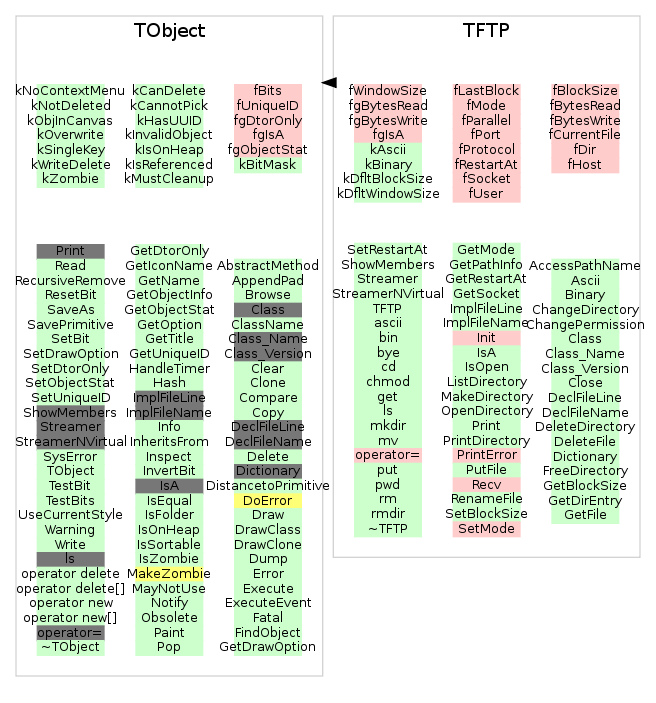 TObject
kNoContextMenu
kNotDeleted
kObjInCanvas
kOverwrite
kSingleKey
kWriteDelete
kZombie
kCanDelete
kCannotPick
kHasUUID
kInvalidObject
kIsOnHeap
kIsReferenced
kMustCleanup
fBits
fUniqueID
fgDtorOnly
fgIsA
fgObjectStat
kBitMask
Print
Read
RecursiveRemove
ResetBit
SaveAs
SavePrimitive
SetBit
SetDrawOption
SetDtorOnly
SetObjectStat
SetUniqueID
ShowMembers
Streamer
StreamerNVirtual
SysError
TObject
TestBit
TestBits
UseCurrentStyle
Warning
Write
ls
operator delete
operator delete[]
operator new
operator new[]
operator=
~TObject
GetDtorOnly
GetIconName
GetName
GetObjectInfo
GetObjectStat
GetOption
GetTitle
GetUniqueID
HandleTimer
Hash
ImplFileLine
ImplFileName
Info
InheritsFrom
Inspect
InvertBit
IsA
IsEqual
IsFolder
IsOnHeap
IsSortable
IsZombie
MakeZombie
MayNotUse
Notify
Obsolete
Paint
Pop
AbstractMethod
AppendPad
Browse
Class
ClassName
Class_Name
Class_Version
Clear
Clone
Compare
Copy
DeclFileLine
DeclFileName
Delete
Dictionary
DistancetoPrimitive
DoError
Draw
DrawClass
DrawClone
Dump
Error
Execute
ExecuteEvent
Fatal
FindObject
GetDrawOption
TFTP
fWindowSize
fgBytesRead
fgBytesWrite
fgIsA
kAscii
kBinary
kDfltBlockSize
kDfltWindowSize
fLastBlock
fMode
fParallel
fPort
fProtocol
fRestartAt
fSocket
fUser
fBlockSize
fBytesRead
fBytesWrite
fCurrentFile
fDir
fHost
SetRestartAt
ShowMembers
Streamer
StreamerNVirtual
TFTP
ascii
bin
bye
cd
chmod
get
ls
mkdir
mv
operator=
put
pwd
rm
rmdir
~TFTP
GetMode
GetPathInfo
GetRestartAt
GetSocket
ImplFileLine
ImplFileName
Init
IsA
IsOpen
ListDirectory
MakeDirectory
OpenDirectory
Print
PrintDirectory
PrintError
PutFile
Recv
RenameFile
SetBlockSize
SetMode
AccessPathName
Ascii
Binary
ChangeDirectory
ChangePermission
Class
Class_Name
Class_Version
Close
DeclFileLine
DeclFileName
DeleteDirectory
DeleteFile
Dictionary
FreeDirectory
GetBlockSize
GetDirEntry
GetFile